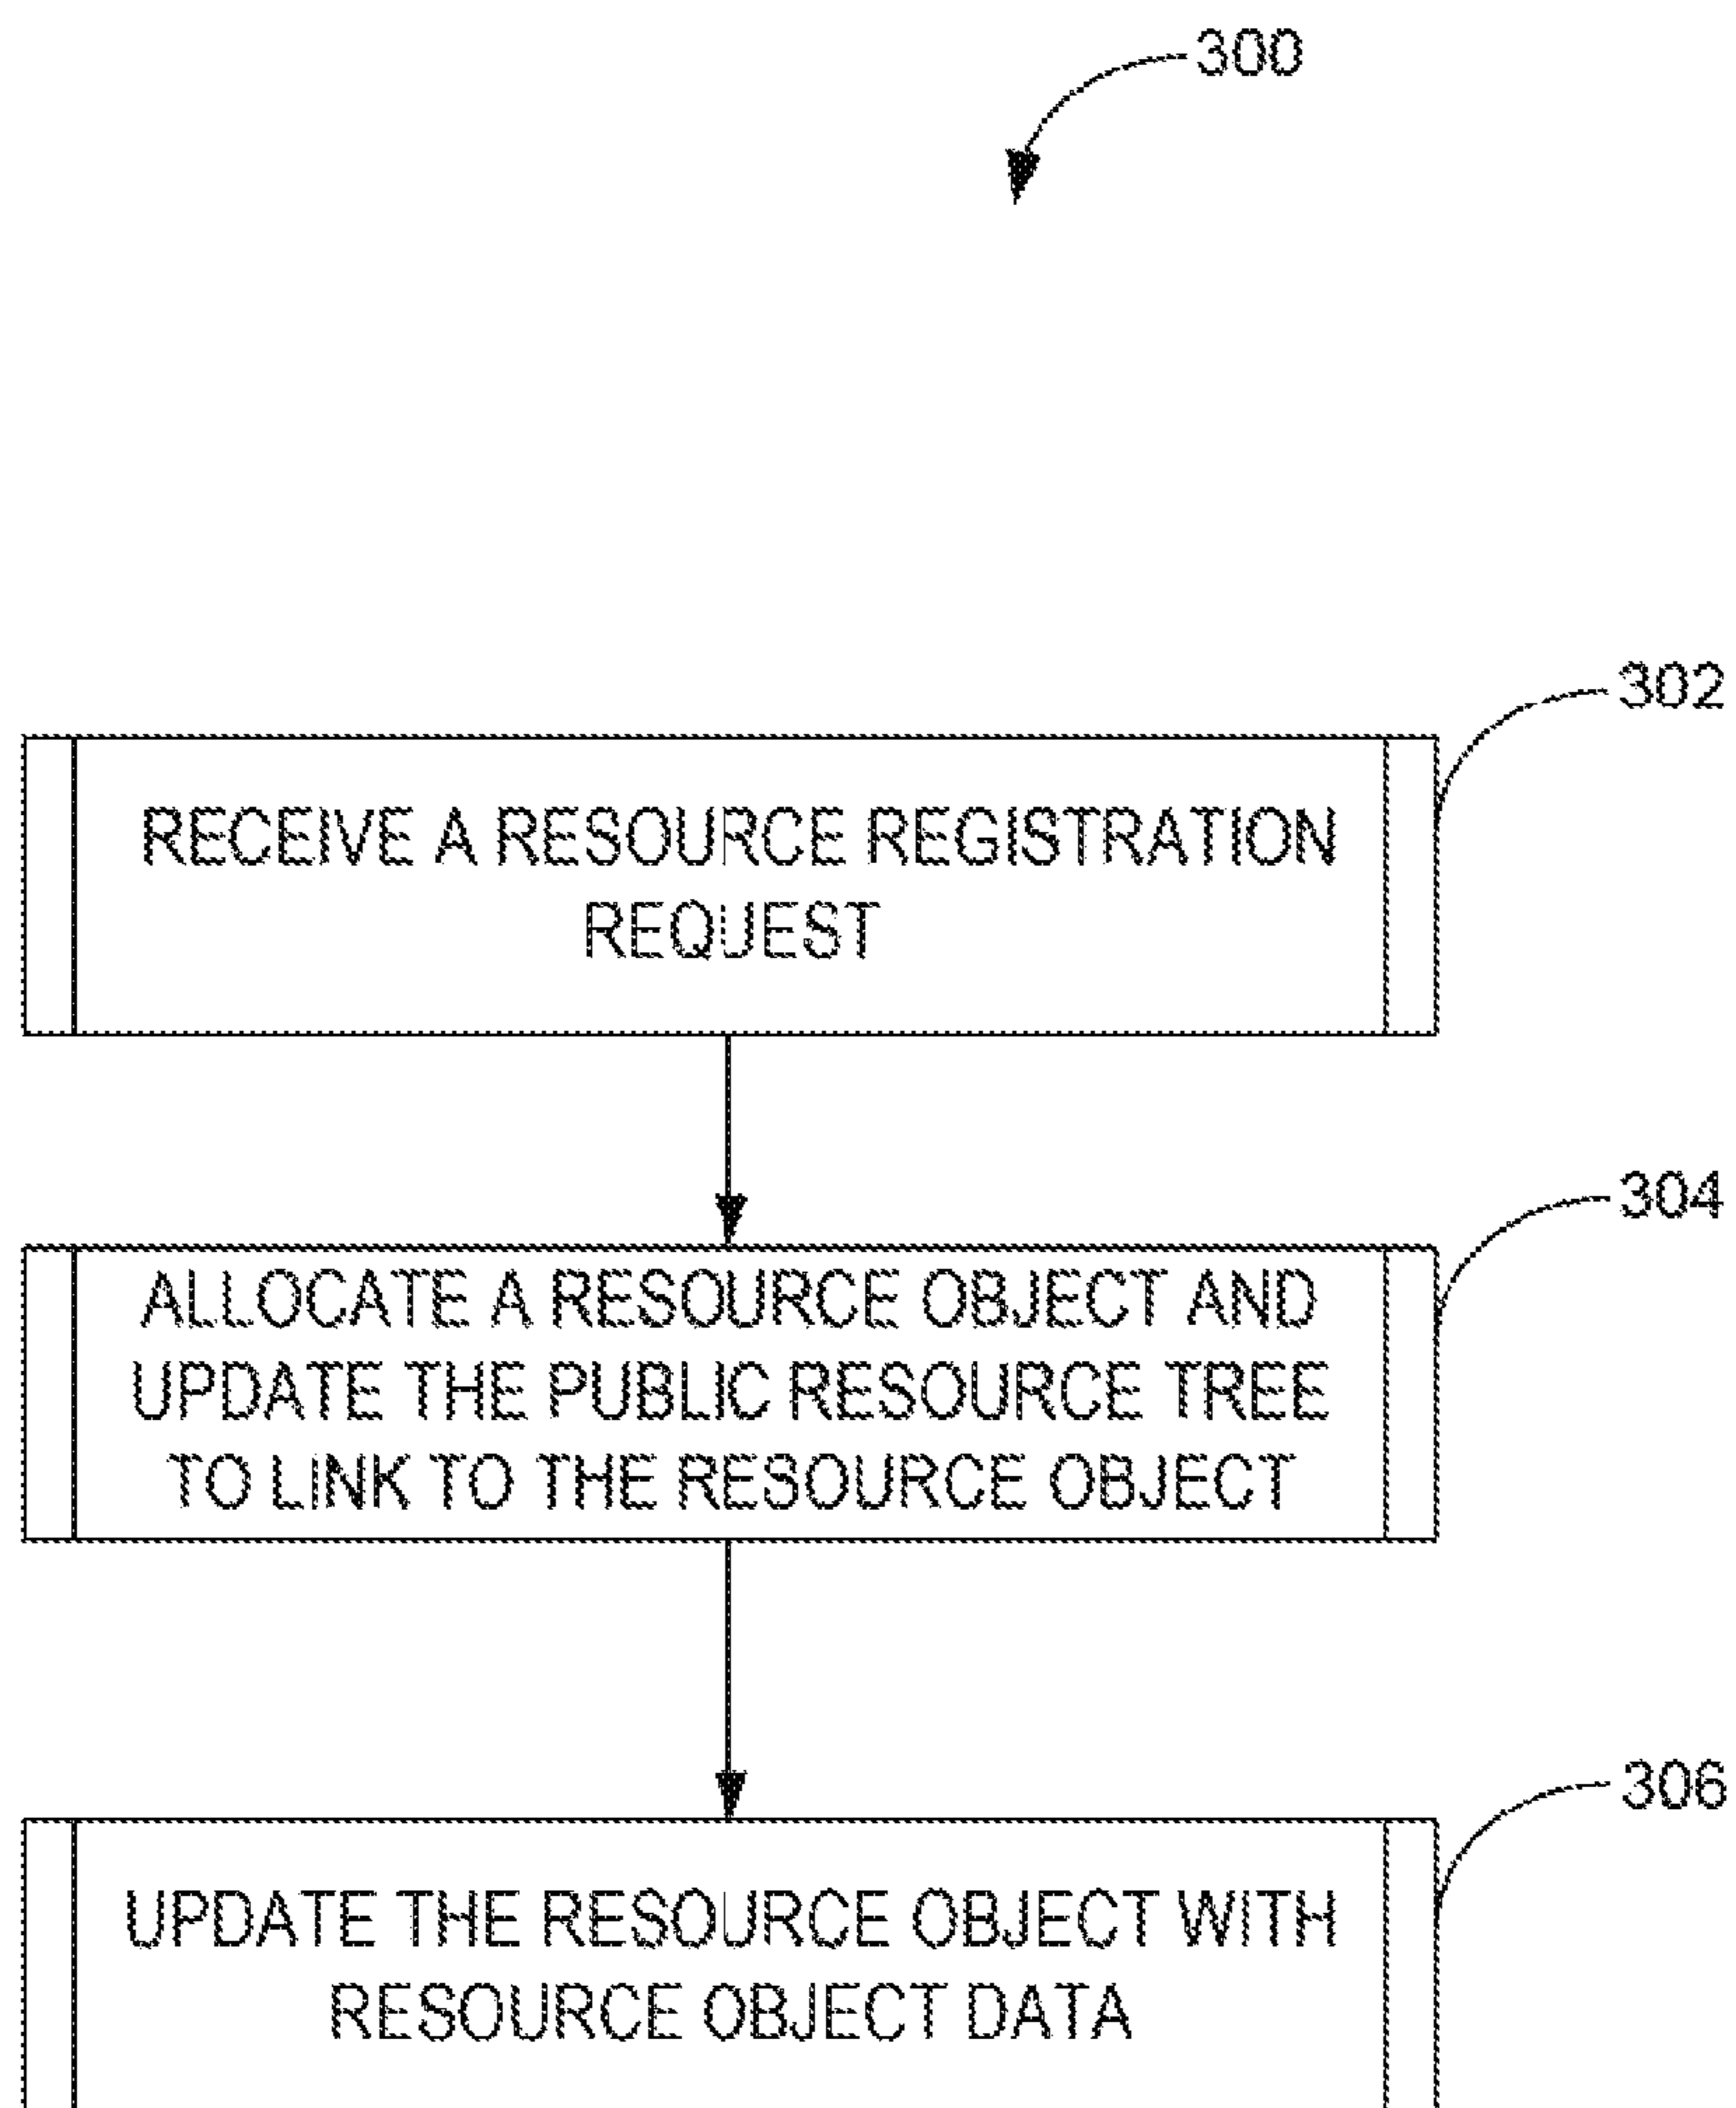 300
302
RECEIVE A RESOURCE REGISTRATION
REQUEST
304
ALLOCATE A RESOURCE OBJECT AND
UPDATE THE PUBLIC RESOURCE TREE
TO LINK TO THE RESOURCE OBJECT
306
UPDATE THE RESOURCE OBJECT WITH
RESOURCE OBJECT DATA